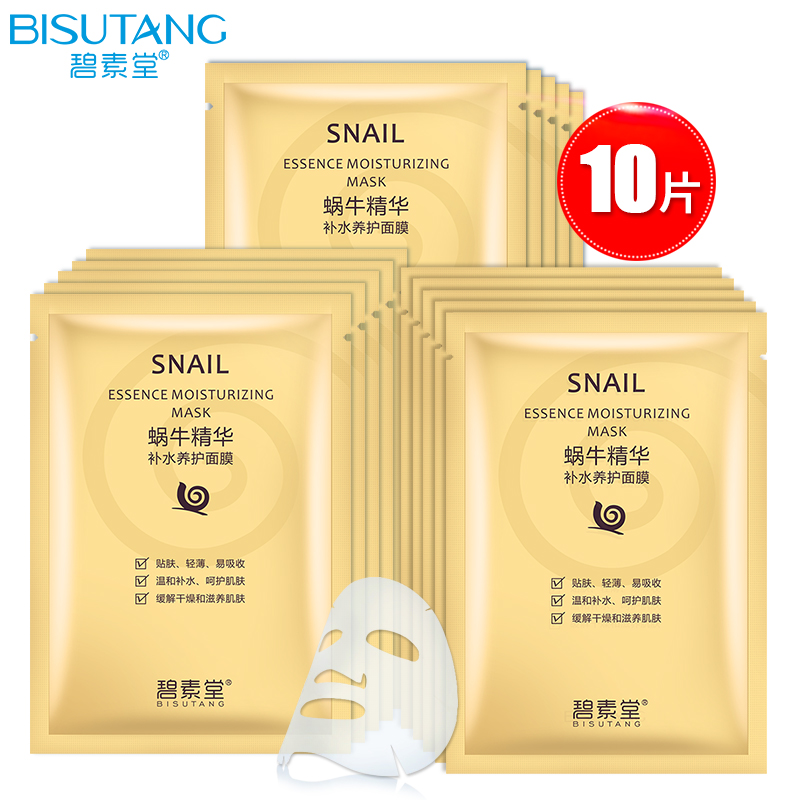 BISUTANG
碧素堂®
10片
SNAIL
ESSENCE MOISTURIZING
MASK
蜗牛精华
补水养护面膜
SNAIL
ESSENCE MOISTURIZING
MASK
蜗牛精华
补水养护面膜
贴肤、轻薄、易吸收
温和补水、呵护肌肤
缓解干燥和滋养肌肤
碧素堂®
BISUTANG
SNAIL
ESSENCE MOISTURIZING
MASK
蜗牛精华
补水养护面膜
贴肤、轻薄、易吸收
温和补水、呵护肌肤
缓解干燥和滋养肌肤
碧素堂®
BISUTANG